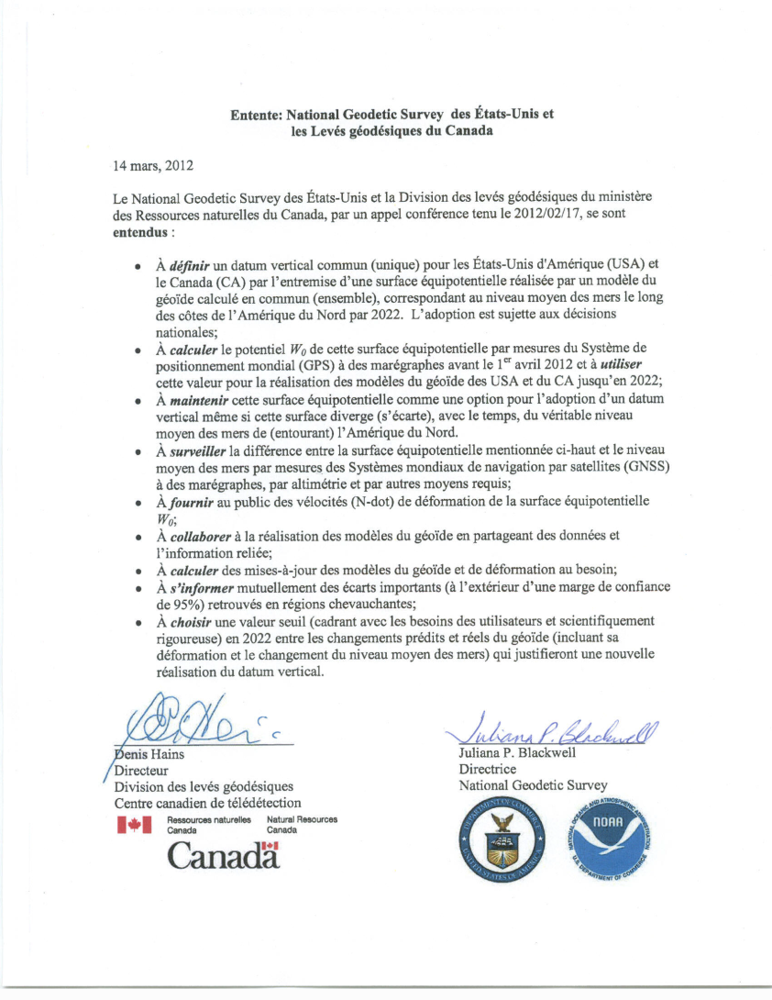 Entente: National Geodetic Survey des États-Unis et
les Levés géodésiques du Canada
14 mars, 2012
Le National Geodetic Survey des États-Unis et la Division des levés géodésiques du ministère
des Ressources naturelles du Canada, par un appel conférence tenu le 2012/02/17, se sont
entendus :
• À définir un datum vertical commun (unique) pour les États-Unis d'Amérique (USA) et
le Canada (CA) par l'entremise d'une surface équipotentielle réalisée par un modèle du
géoïde calculé en commun (ensemble), correspondant au niveau moyen des mers le long
des côtes de l'Amérique du Nord par 2022. L'adoption est sujette aux décisions
nationales;
• À calculer le potentiel W0 de cette surface équipotentielle par mesures du Système de
positionnement mondial (GPS) à des marégraphes avant le 1er avril 2012 et à utiliser
cette valeur pour la réalisation des modèles du géoïde des USA et du CA jusqu'en 2022;
• À maintenir cette surface équipotentielle comme une option pour l'adoption d'un datum
vertical même si cette surface diverge (s'écarte), avec le temps, du véritable niveau
moyen des mers de (entourant) l'Amérique du Nord.
• À surveiller la différence entre la surface équipotentielle mentionnée ci-haut et le niveau
moyen des mers par mesures des Systèmes mondiaux de navigation par satellites (GNSS)
à des marégraphes, par altimétrie et par autres moyens requis;
• À fournir au public des vélocités (N-dot) de déformation de la surface équipotentielle
W0;
• À collaborer à la réalisation des modèles du géoïde en partageant des données et
l'information reliée;
• À calculer des mises-à-jour des modèles du géoïde et de déformation au besoin;
• À s'informer mutuellement des écarts importants (à l'extérieur d'une marge de confiance
de 95%) retrouvés en régions chevauchantes;
• À choisir une valeur seuil (cadrant avec les besoins des utilisateurs et scientifiquement
rigoureuse) en 2022 entre les changements prédits et réels du géoïde (incluant sa
déformation et le changement du niveau moyen des mers) qui justifieront une nouvelle
réalisation du datum vertical.
Denis Hains
Directeur
Division des levés géodésiques
Centre canadien de télédétection
Ressources naturelles Natural Resources
Canada Canada
Canada
Juliana P. Blackwell
Juliana P. Blackwell
Directrice
National Geodetic Survey
DEPARTMENT OF COMMERCE
UNITED STATES OF AMERICA
NATIONAL OCEANIC AND ATMOSPHERIC ADMINISTRATION
NOAA
U.S. DEPARTMENT OF COMMERCE